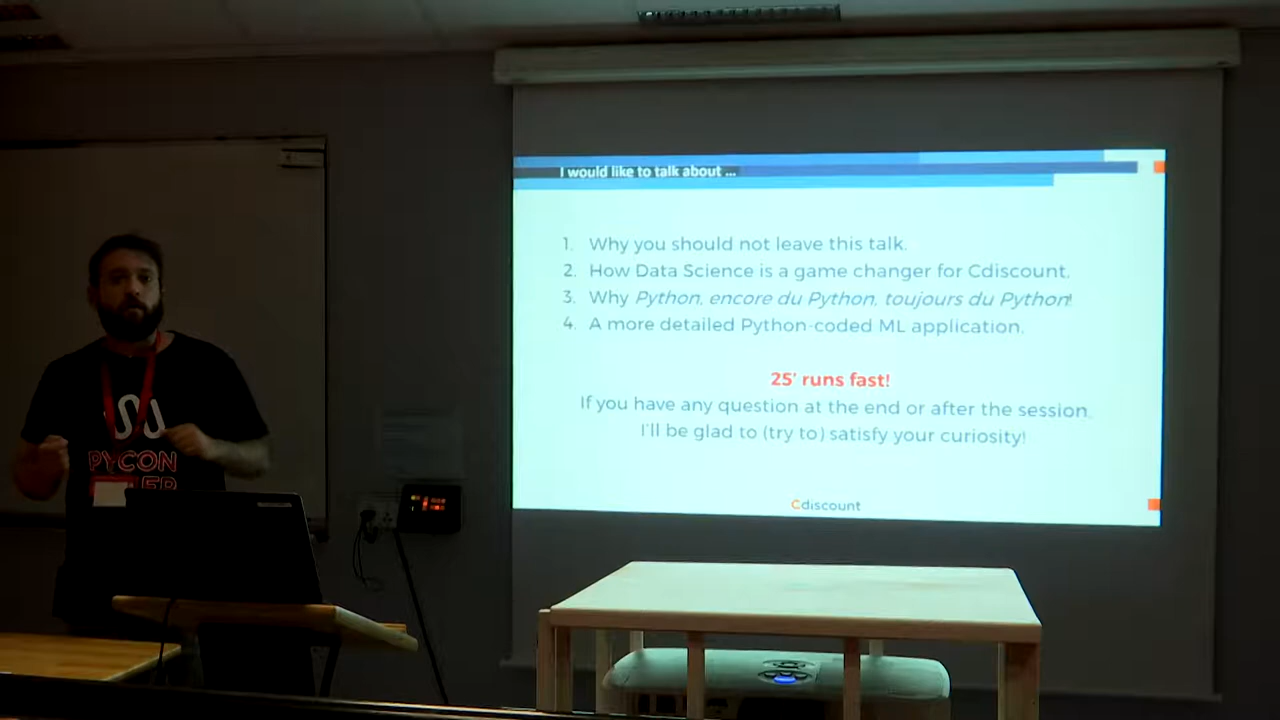 I would like to talk about ...
1. Why you should not leave this talk.
2. How Data Science is a game changer for Cdiscount.
3. Why Python, encore du Python, toujours du Python!
4. A more detailed Python-coded ML application.
25' runs fast!
If you have any question at the end or after the session,
I'll be glad to (try to) satisfy your curiosity!
Cdiscount
PYCON